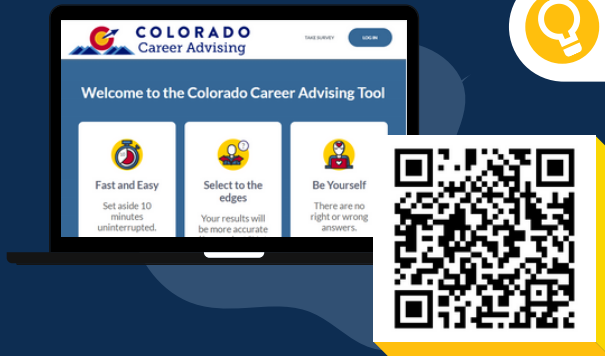 COLORADO
Career Advising
TAKE SURVEY
LOG IN
Welcome to the Colorado Career Advising Tool
Fast and Easy
Set aside 10
minutes
uninterrupted.
Select to the
edges
Your results will
be more accurate
Be Yourself
There are no
right or wrong
answers.